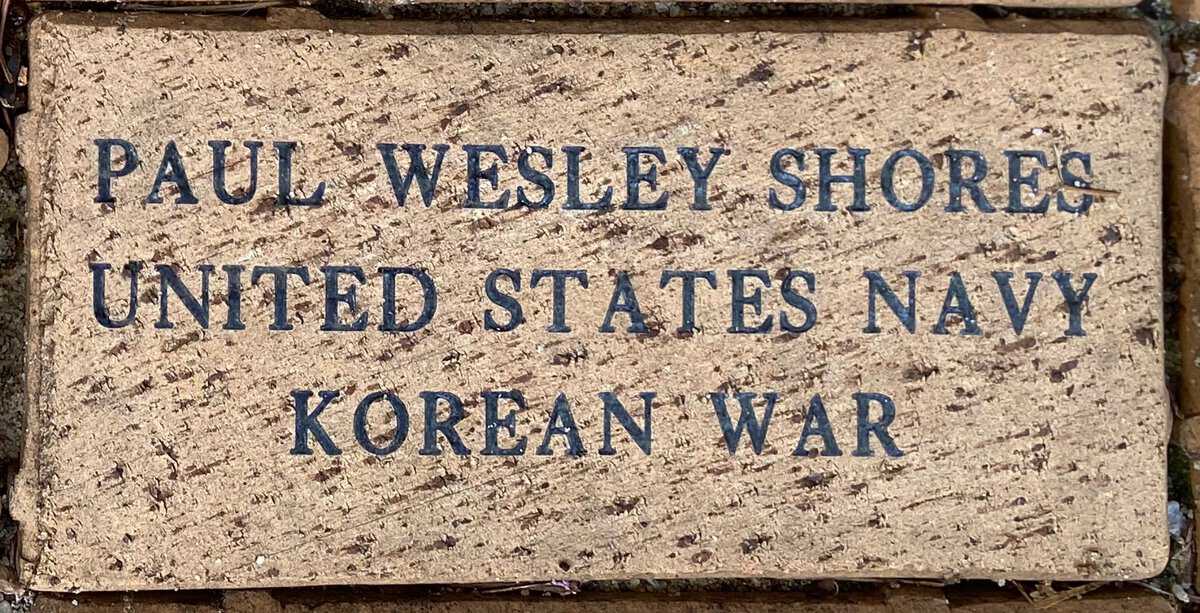 PAUL WESLEY SHORES
UNITED STATES NAVY
KOREAN WAR